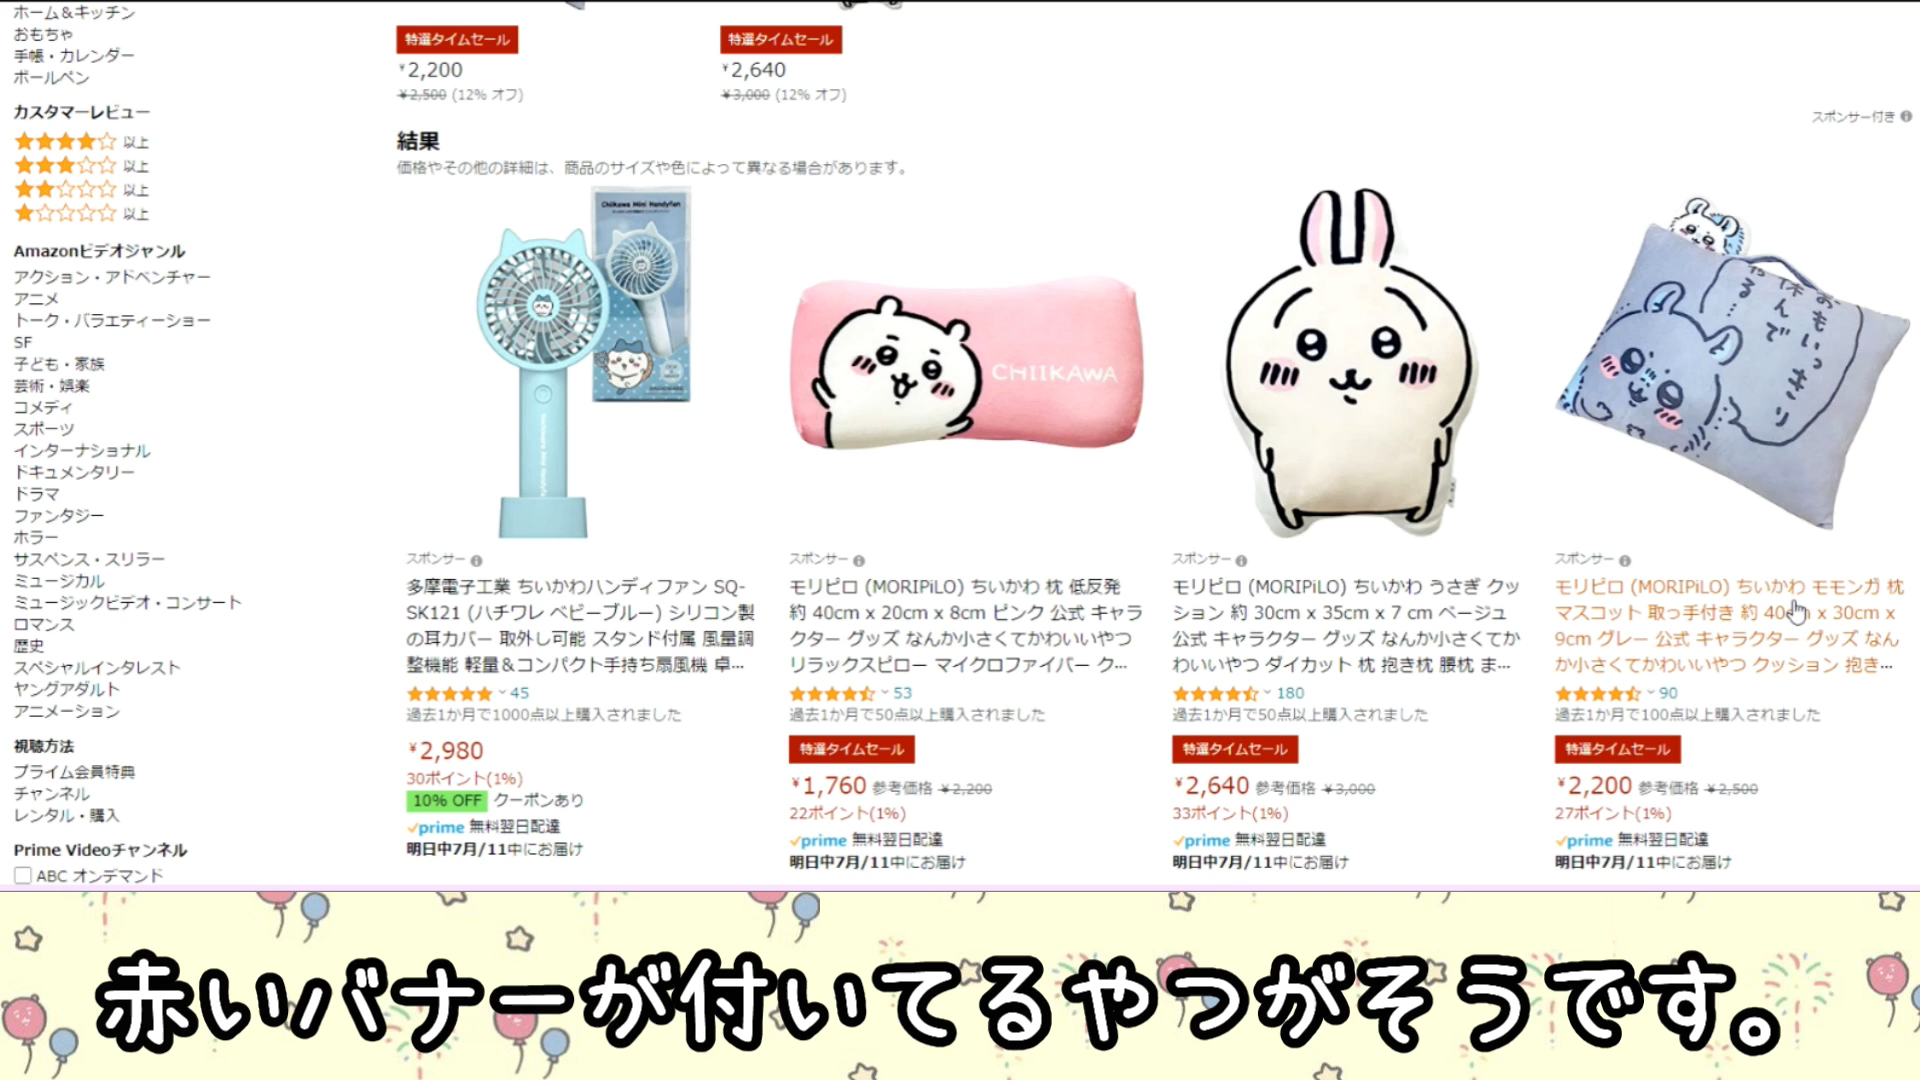 ホーム＆キッチン
おもちゃ
手帳・カレンダー
ボールペン
カスタマーレビュー
以上
以上
以上
以上
Amazonビデオジャンル
アクション・アドベンチャー
アニメ
トーク・バラエティーショー
SF
子ども・家族
芸術・娯楽
コメディ
スポーツ
インターナショナル
ドキュメンタリー
ドラマ
ファンタジー
ホラー
サスペンス・スリラー
ミュージカル
ミュージックビデオ・コンサート
ロマンス
歴史
スペシャルインタレスト
ヤングアダルト
アニメーション
視聴方法
プライム会員特典
チャンネル
レンタル・購入
Prime Videoチャンネル
ABC オンデマンド
特選タイムセール
¥2,200
¥2,500 (12% オフ)
特選タイムセール
¥2,640
¥3,000 (12% オフ)
スポンサー付き
結果
価格やその他の詳細は、商品のサイズや色によって異なる場合があります。
Chiikawa Mini Handyfan
CHIIKAWA
おもいっきり
休んで
やる…
スポンサー
多摩電子工業 ちいかわハンディファン SQ-
SK121 (ハチワレ ベビーブルー) シリコン製
の耳カバー 取外し可能 スタンド付属 風量調
整機能 軽量＆コンパクト手持ち扇風機 卓…
45
過去1か月で1000点以上購入されました
¥2,980
30ポイント(1%)
10% OFF クーポンあり
prime 無料翌日配達
明日中7月/11中にお届け
スポンサー
モリピロ (MORIPiLO) ちいかわ 枕 低反発
約 40cm x 20cm x 8cm ピンク 公式 キャラ
クター グッズ なんか小さくてかわいいやつ
リラックスピロー マイクロファイバー ク…
53
過去1か月で50点以上購入されました
特選タイムセール
¥1,760 参考価格 ¥2,200
22ポイント(1%)
prime 無料翌日配達
明日中7月/11中にお届け
スポンサー
モリピロ (MORIPiLO) ちいかわ うさぎ クッ
ション 約 30cm x 35cm x 7 cm ベージュ
公式 キャラクター グッズ なんか小さくてか
わいいやつ ダイカット 枕 抱き枕 腰枕 ま…
180
過去1か月で50点以上購入されました
特選タイムセール
¥2,640 参考価格 ¥3,000
33ポイント(1%)
prime 無料翌日配達
明日中7月/11中にお届け
スポンサー
モリピロ (MORIPiLO) ちいかわ モモンガ 枕
マスコット 取っ手付き 約 40cm x 30cm x
9cm グレー 公式 キャラクター グッズ なん
か小さくてかわいいやつ クッション 抱き…
90
過去1か月で100点以上購入されました
特選タイムセール
¥2,200 参考価格 ¥2,500
27ポイント(1%)
prime 無料翌日配達
明日中7月/11中にお届け
赤いバナーが付いてるやつがそうです。